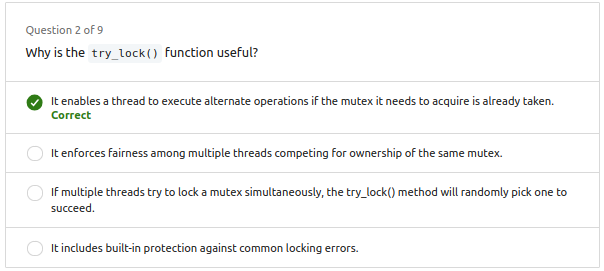 Question 2 of 9
Why is the try_lock() function useful?
It enables a thread to execute alternate operations if the mutex it needs to acquire is already taken.
Correct
It enforces fairness among multiple threads competing for ownership of the same mutex.
If multiple threads try to lock a mutex simultaneously, the try_lock() method will randomly pick one to
succeed.
It includes built-in protection against common locking errors.